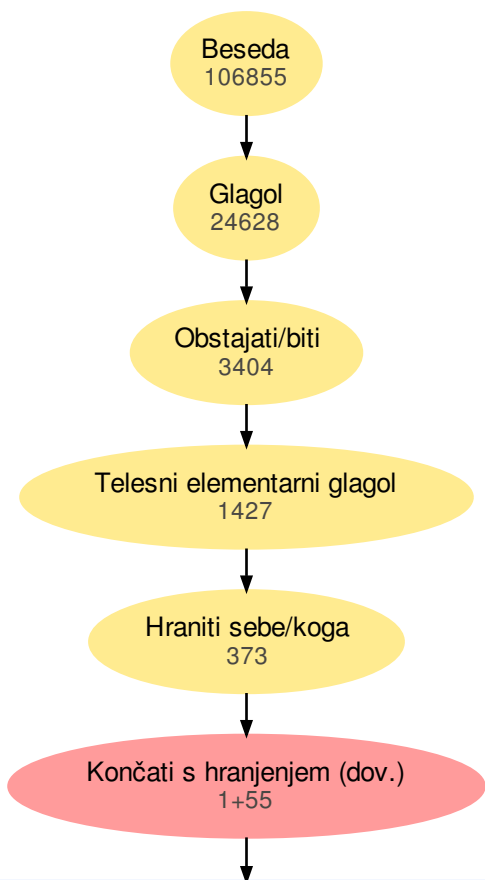 Beseda
106855
Glagol
24628
Obstajati/biti
3404
Telesni elementarni glagol
1427
Hraniti sebe/koga
373
Končati s hranjenjem (dov.)
1+55